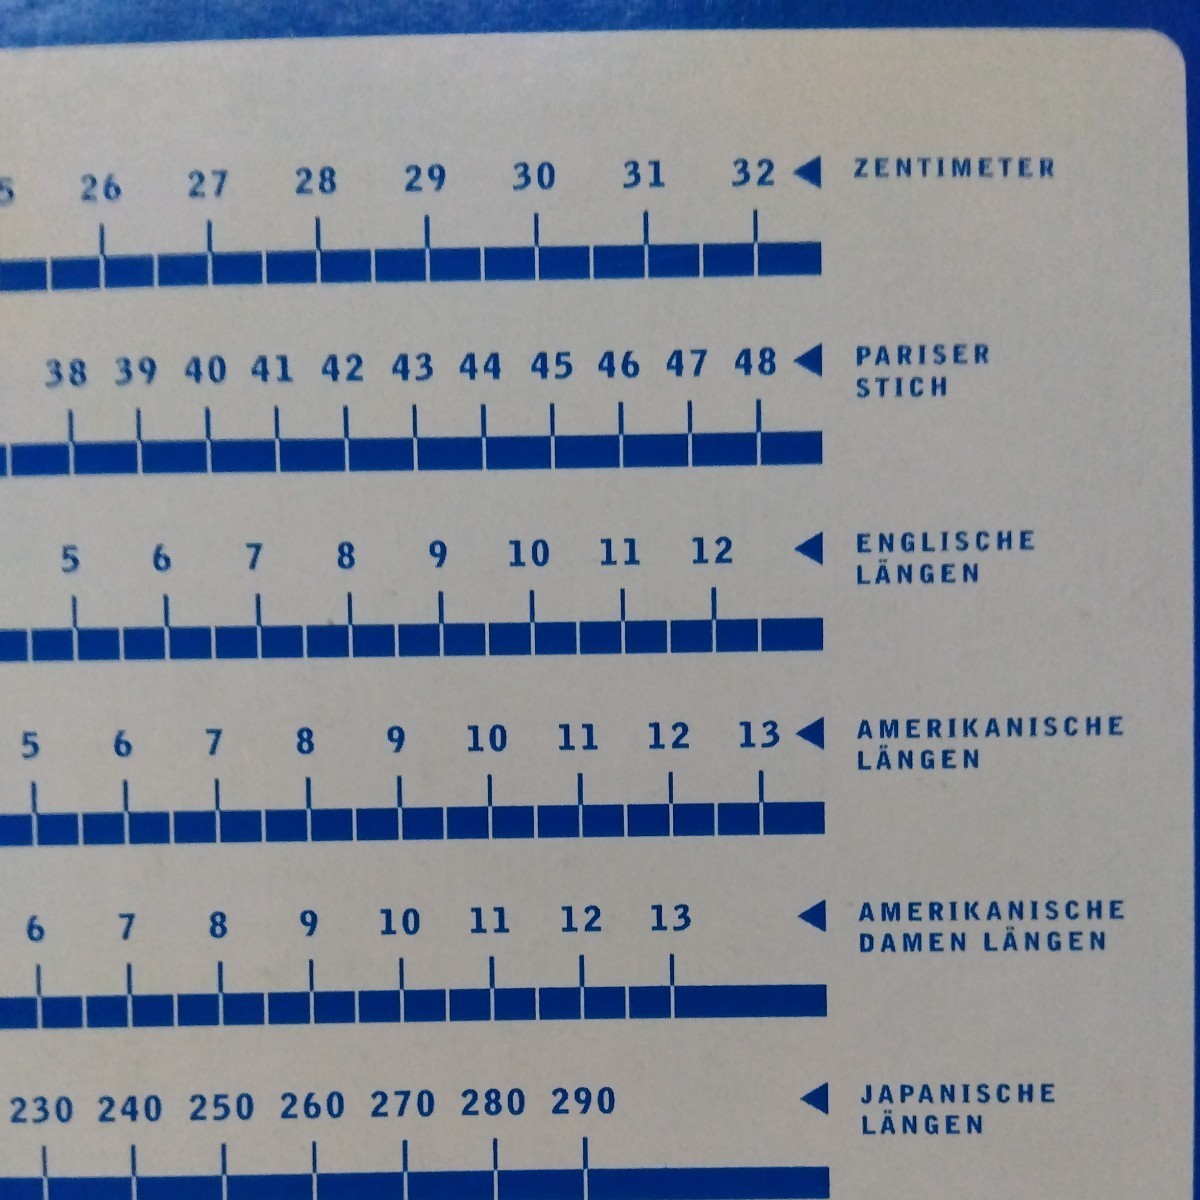 26 27 28 29 30 31 32 ◀ ZENTIMETER
38 39 40 41 42 43 44 45 46 47 48 ◀ PARISER
STICH
5 6 7 8 9 10 11 12 ◀ ENGLISCHE
LÄNGEN
5 6 7 8 9 10 11 12 13 ◀ AMERIKANISCHE
LÄNGEN
6 7 8 9 10 11 12 13 ◀ AMERIKANISCHE
DAMEN LÄNGEN
230 240 250 260 270 280 290 ◀ JAPANISCHE
LÄNGEN